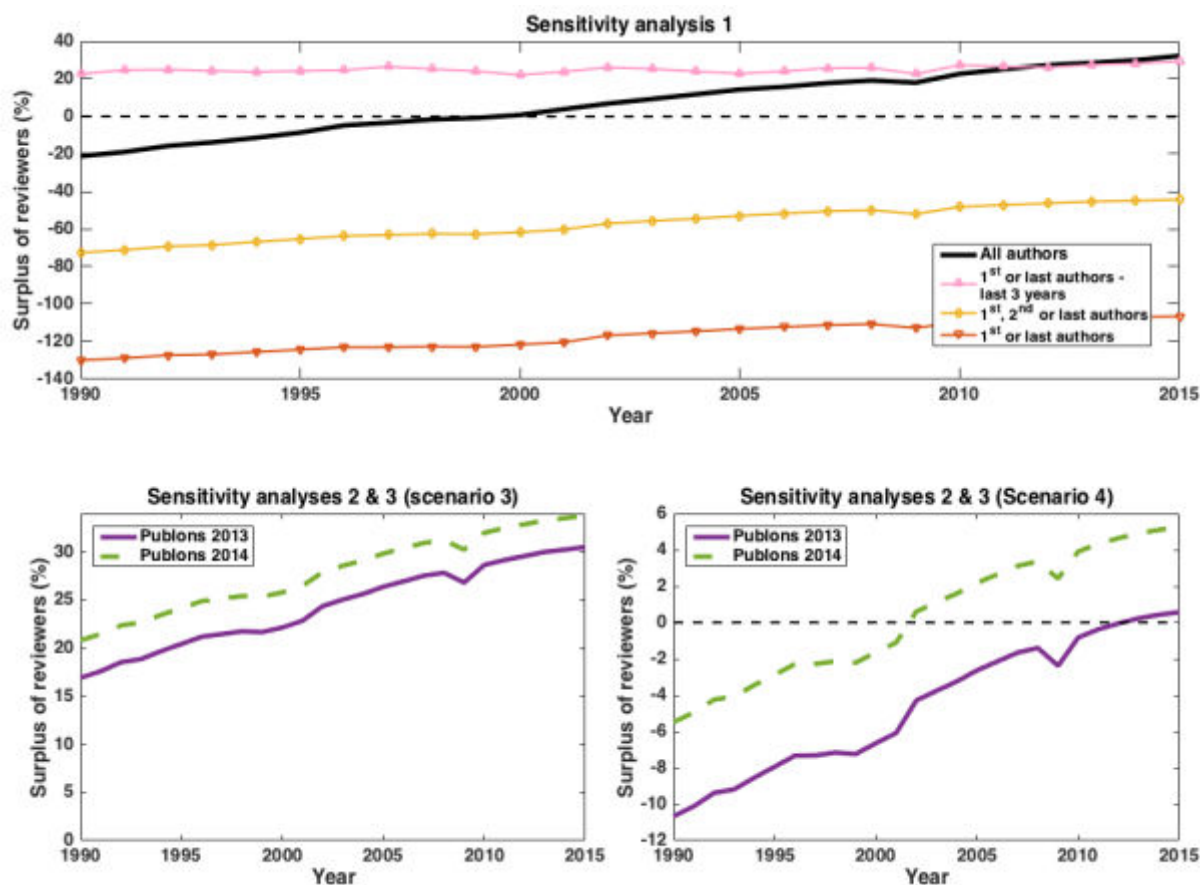 Sensitivity analysis 1
Surplus of reviewers (%)
40
20
0
-20
-40
-60
-80
-100
-120
-140
All authors
1st or last authors -
last 3 years
1st, 2nd or last authors
1st or last authors
1990 1995 2000 2005 2010 2015
Year
Sensitivity analyses 2 & 3 (scenario 3)
Surplus of reviewers (%)
30
25
20
15
10
5
0
Publons 2013
Publons 2014
1990 1995 2000 2005 2010 2015
Year
Sensitivity analyses 2 & 3 (Scenario 4)
Surplus of reviewers (%)
6
4
2
0
-2
-4
-6
-8
-10
-12
Publons 2013
Publons 2014
1990 1995 2000 2005 2010 2015
Year